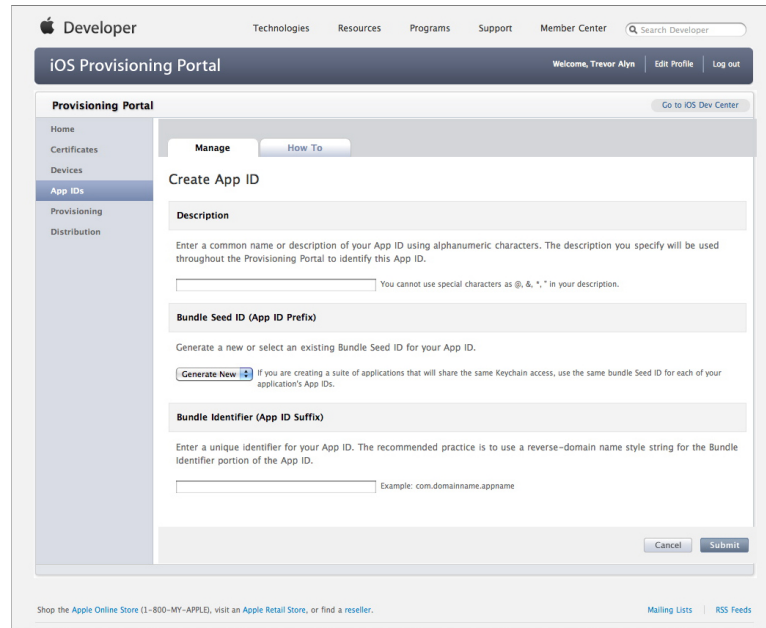 Developer
Technologies Resources Programs Support Member Center Search Developer
iOS Provisioning Portal
Welcome, Trevor Alyn Edit Profile Log out
Provisioning Portal
Go to iOS Dev Center
Home
Certificates
Devices
App IDs
Provisioning
Distribution
Manage How To
Create App ID
Description
Enter a common name or description of your App ID using alphanumeric characters. The description you specify will be used
throughout the Provisioning Portal to identify this App ID.
You cannot use special characters as @, &, *, " in your description.
Bundle Seed ID (App ID Prefix)
Generate a new or select an existing Bundle Seed ID for your App ID.
Generate New
If you are creating a suite of applications that will share the same Keychain access, use the same bundle Seed ID for each of your
application's App IDs.
Bundle Identifier (App ID Suffix)
Enter a unique identifier for your App ID. The recommended practice is to use a reverse-domain name style string for the Bundle
Identifier portion of the App ID.
Example: com.domainname.appname
Cancel Submit
Shop the Apple Online Store (1-800-MY-APPLE), visit an Apple Retail Store, or find a reseller.
Mailing Lists RSS Feeds